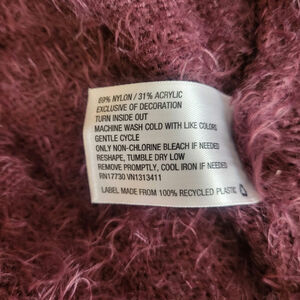 69% NYLON / 31% ACRYLIC
EXCLUSIVE OF DECORATION
TURN INSIDE OUT
MACHINE WASH COLD WITH LIKE COLORS
GENTLE CYCLE
ONLY NON-CHLORINE BLEACH IF NEEDED
RESHAPE, TUMBLE DRY LOW
REMOVE PROMPTLY, COOL IRON IF NEEDED
RN17730 VN1313411
LABEL MADE FROM 100% RECYCLED PLASTIC